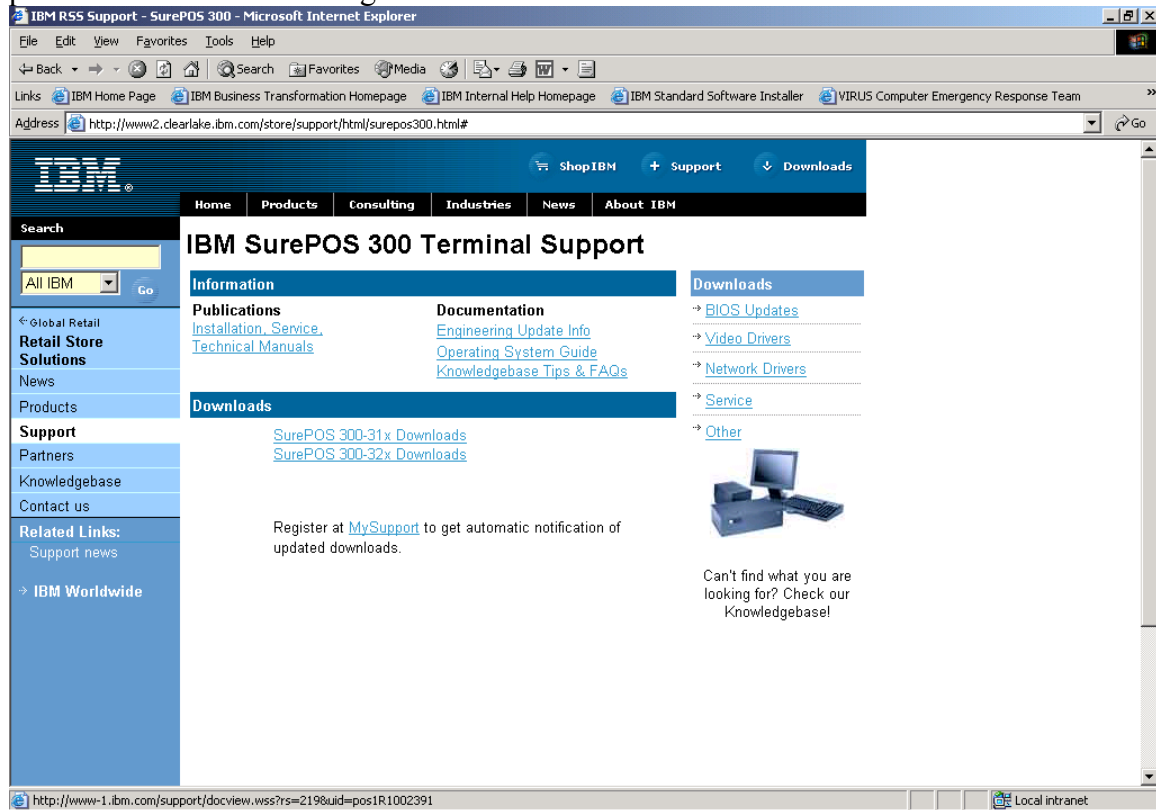 IBM RSS Support - SurePOS 300 - Microsoft Internet Explorer
File Edit View Favorites Tools Help
Back Search Favorites Media
Links IBM Home Page IBM Business Transformation Homepage IBM Internal Help Homepage IBM Standard Software Installer VIRUS Computer Emergency Response Team »
Address http://www2.clearlake.ibm.com/store/support/html/surepos300.html# Go
IBM®
ShopIBM + Support Downloads
Home Products Consulting Industries News About IBM
Search
All IBM Go
Global Retail
Retail Store
Solutions
News
Products
Support
Partners
Knowledgebase
Contact us
Related Links:
Support news
IBM Worldwide
IBM SurePOS 300 Terminal Support
Information
Publications
Installation, Service,
Technical Manuals
Documentation
Engineering Update Info
Operating System Guide
Knowledgebase Tips & FAQs
Downloads
SurePOS 300-31x Downloads
SurePOS 300-32x Downloads
Register at MySupport to get automatic notification of
updated downloads.
Downloads
BIOS Updates
Video Drivers
Network Drivers
Service
Other
Can't find what you are
looking for? Check our
Knowledgebase!
http://www-1.ibm.com/support/docview.wss?rs=219&uid=pos1R1002391 Local intranet